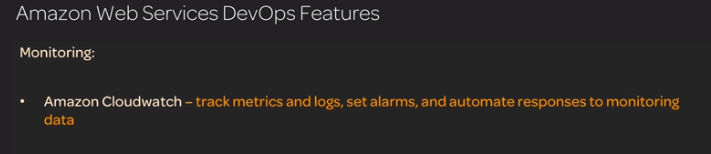 Amazon Web Services DevOps Features
Monitoring:
• Amazon Cloudwatch – track metrics and logs, set alarms, and automate responses to monitoring
data